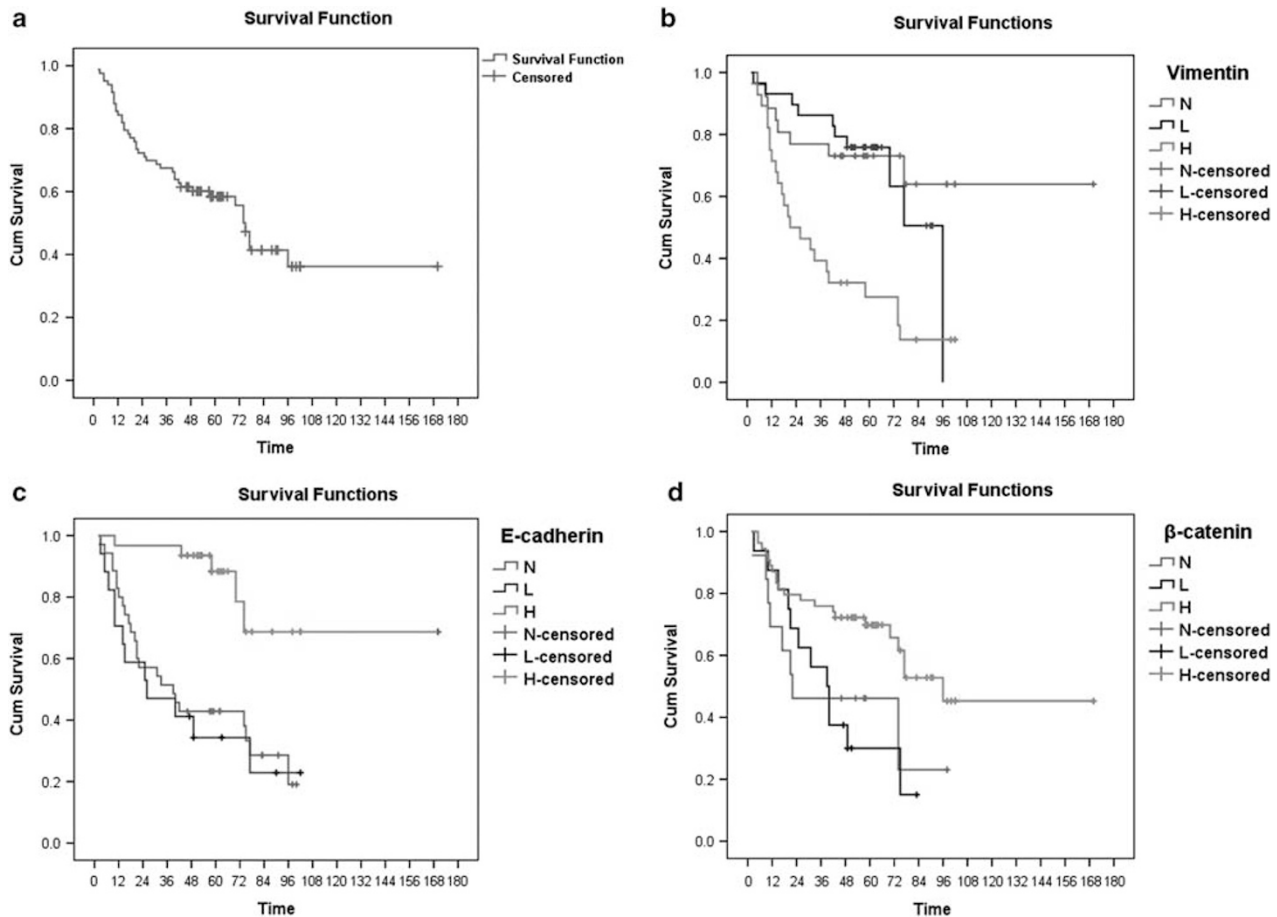 a
Survival Function
Cum Survival
1.0
0.8
0.6
0.4
0.2
0.0
0 12 24 36 48 60 72 84 96 108 120 132 144 156 168 180
Time
Survival Function
Censored
b
Survival Functions
Cum Survival
1.0
0.8
0.6
0.4
0.2
0.0
0 12 24 36 48 60 72 84 96 108 120 132 144 156 168 180
Time
Vimentin
N
L
H
N-censored
L-censored
H-censored
c
Survival Functions
Cum Survival
1.0
0.8
0.6
0.4
0.2
0.0
0 12 24 36 48 60 72 84 96 108 120 132 144 156 168 180
Time
E-cadherin
N
L
H
N-censored
L-censored
H-censored
d
Survival Functions
Cum Survival
1.0
0.8
0.6
0.4
0.2
0.0
0 12 24 36 48 60 72 84 96 108 120 132 144 156 168 180
Time
β-catenin
N
L
H
N-censored
L-censored
H-censored